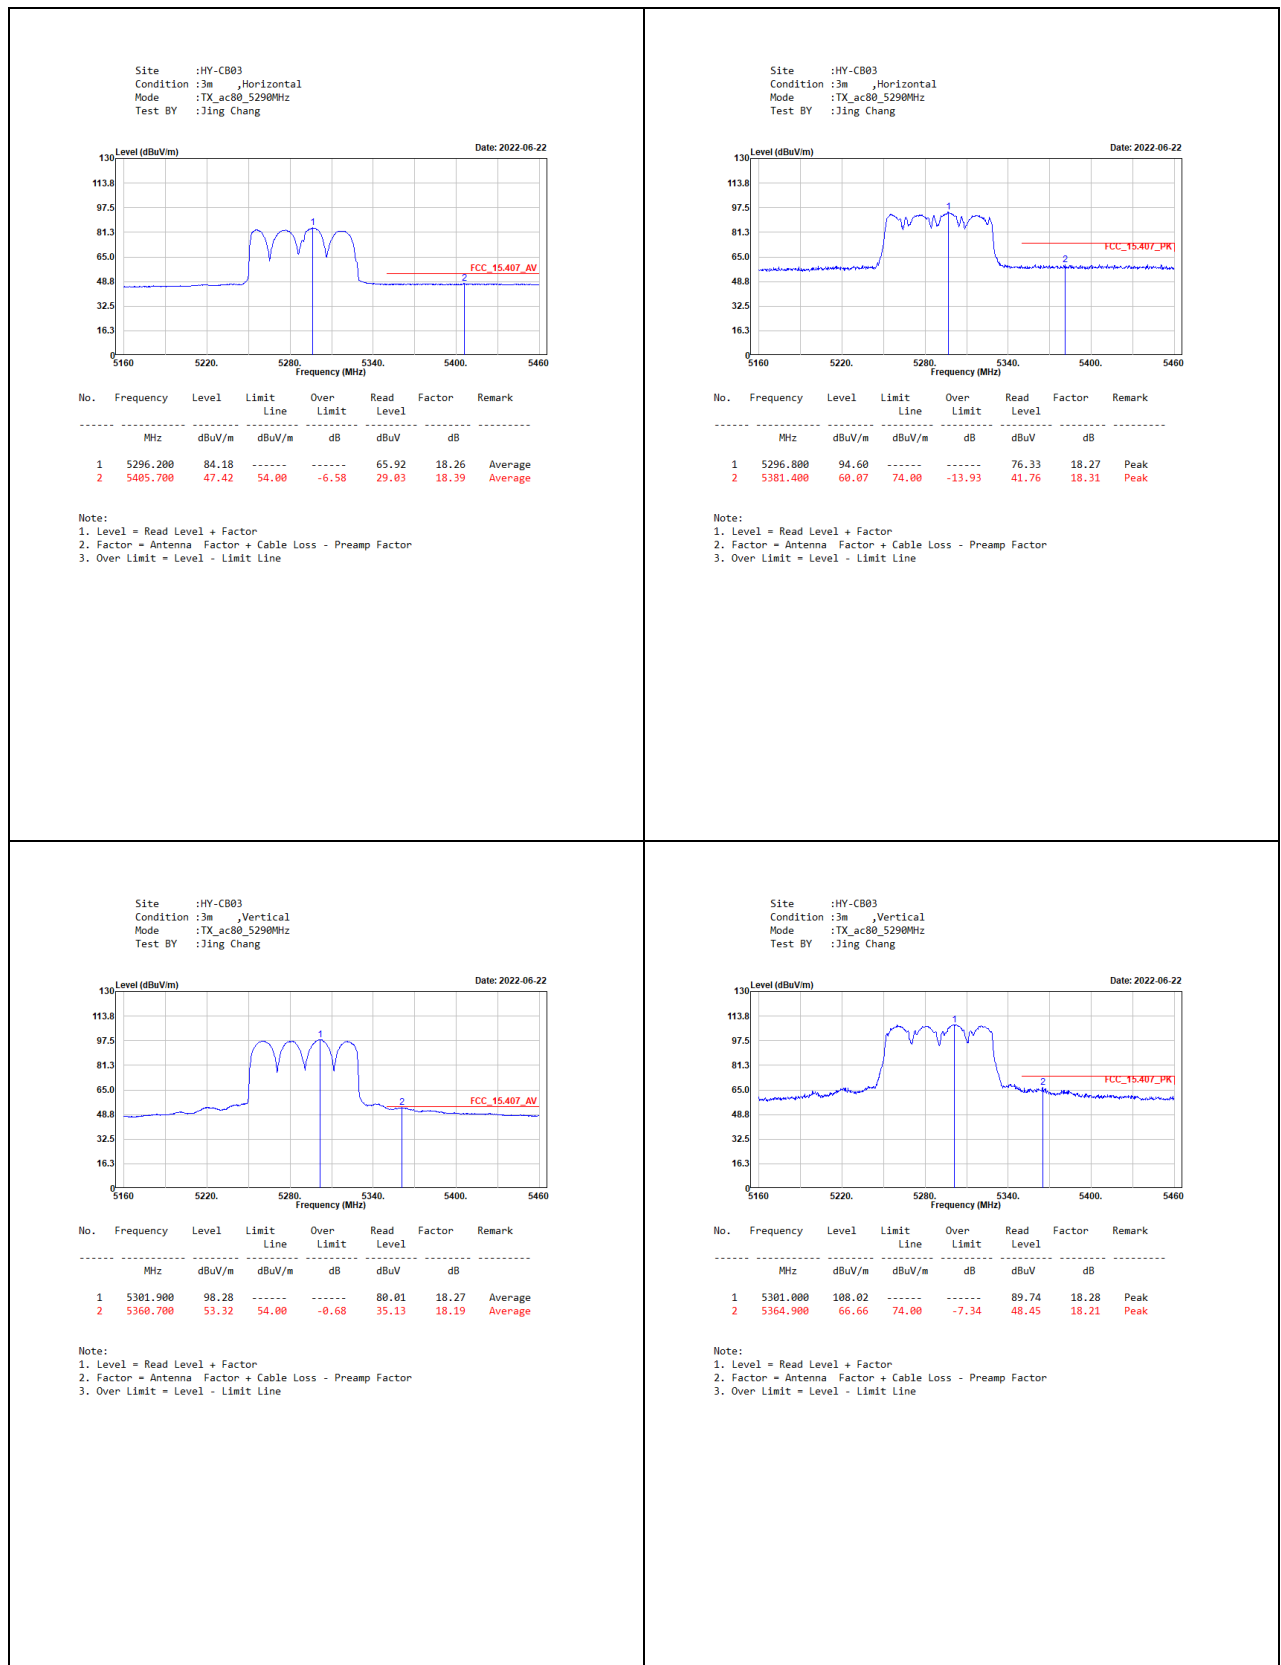 Site :HY-CB03
Condition :3m ,Horizontal
Mode :TX_ac80_5290MHz
Test BY :Jing Chang
Level (dBuV/m) Date: 2022-06-22
130
113.8
97.5
1
81.3
65.0
FCC_15.407_AV
2
48.8
32.5
16.3
0
5160 5220. 5280. 5340. 5400. 5460
Frequency (MHz)
No. Frequency Level Limit Over Read Factor Remark
Line Limit Level
------ ----------- -------- --------- --------- -------- -------- ---------
MHz dBuV/m dBuV/m dB dBuV dB
1 5296.200 84.18 ------ ------ 65.92 18.26 Average
2 5405.700 47.42 54.00 -6.58 29.03 18.39 Average
Note:
1. Level = Read Level + Factor
2. Factor = Antenna Factor + Cable Loss - Preamp Factor
3. Over Limit = Level - Limit Line
Site :HY-CB03
Condition :3m ,Horizontal
Mode :TX_ac80_5290MHz
Test BY :Jing Chang
Level (dBuV/m) Date: 2022-06-22
130
113.8
97.5
1
81.3
FCC_15.407_PK
65.0
2
48.8
32.5
16.3
0
5160 5220. 5280. 5340. 5400. 5460
Frequency (MHz)
No. Frequency Level Limit Over Read Factor Remark
Line Limit Level
------ ----------- -------- --------- --------- -------- -------- ---------
MHz dBuV/m dBuV/m dB dBuV dB
1 5296.800 94.60 ------ ------ 76.33 18.27 Peak
2 5381.400 60.07 74.00 -13.93 41.76 18.31 Peak
Note:
1. Level = Read Level + Factor
2. Factor = Antenna Factor + Cable Loss - Preamp Factor
3. Over Limit = Level - Limit Line
Site :HY-CB03
Condition :3m ,Vertical
Mode :TX_ac80_5290MHz
Test BY :Jing Chang
Level (dBuV/m) Date: 2022-06-22
130
113.8
1
97.5
81.3
65.0
FCC_15.407_AV
2
48.8
32.5
16.3
0
5160 5220. 5280. 5340. 5400. 5460
Frequency (MHz)
No. Frequency Level Limit Over Read Factor Remark
Line Limit Level
------ ----------- -------- --------- --------- -------- -------- ---------
MHz dBuV/m dBuV/m dB dBuV dB
1 5301.900 98.28 ------ ------ 80.01 18.27 Average
2 5360.700 53.32 54.00 -0.68 35.13 18.19 Average
Note:
1. Level = Read Level + Factor
2. Factor = Antenna Factor + Cable Loss - Preamp Factor
3. Over Limit = Level - Limit Line
Site :HY-CB03
Condition :3m ,Vertical
Mode :TX_ac80_5290MHz
Test BY :Jing Chang
Level (dBuV/m) Date: 2022-06-22
130
113.8
1
97.5
81.3
FCC_15.407_PK
2
65.0
48.8
32.5
16.3
0
5160 5220. 5280. 5340. 5400. 5460
Frequency (MHz)
No. Frequency Level Limit Over Read Factor Remark
Line Limit Level
------ ----------- -------- --------- --------- -------- -------- ---------
MHz dBuV/m dBuV/m dB dBuV dB
1 5301.000 108.02 ------ ------ 89.74 18.28 Peak
2 5364.900 66.66 74.00 -7.34 48.45 18.21 Peak
Note:
1. Level = Read Level + Factor
2. Factor = Antenna Factor + Cable Loss - Preamp Factor
3. Over Limit = Level - Limit Line